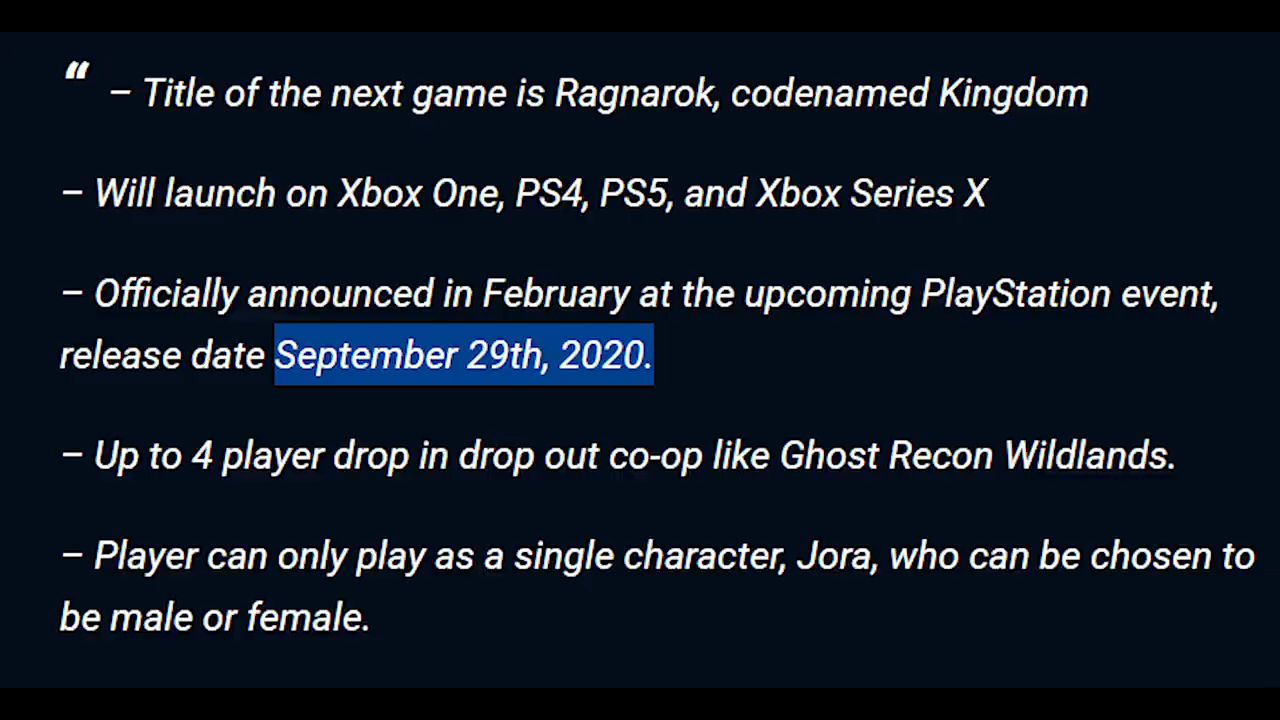 “ – Title of the next game is Ragnarok, codenamed Kingdom
– Will launch on Xbox One, PS4, PS5, and Xbox Series X
– Officially announced in February at the upcoming PlayStation event,
release date September 29th, 2020.
– Up to 4 player drop in drop out co-op like Ghost Recon Wildlands.
– Player can only play as a single character, Jora, who can be chosen to
be male or female.